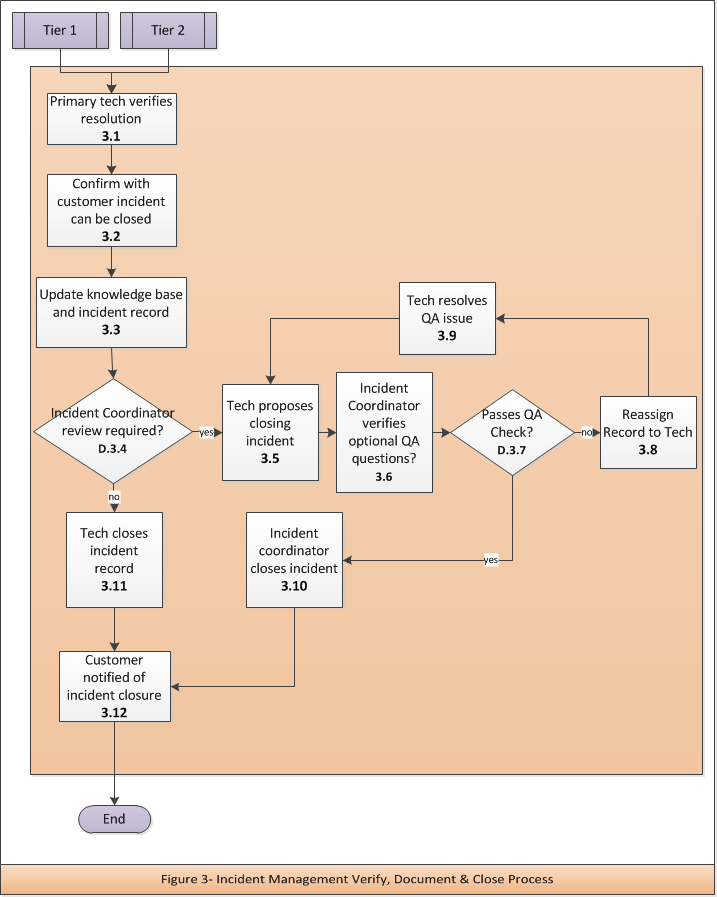 Tier 1
Tier 2
Primary tech verifies
resolution
3.1
Confirm with
customer incident
can be closed
3.2
Update knowledge base
and incident record
3.3
Incident Coordinator
review required?
D.3.4
yes
no
Tech proposes
closing
incident
3.5
Incident
Coordinator
verifies
optional QA
questions?
3.6
Passes QA
Check?
D.3.7
no
yes
Reassign
Record to Tech
3.8
Tech resolves
QA issue
3.9
Incident
coordinator
closes incident
3.10
Tech closes
incident
record
3.11
Customer
notified of
incident closure
3.12
End
Figure 3- Incident Management Verify, Document & Close Process